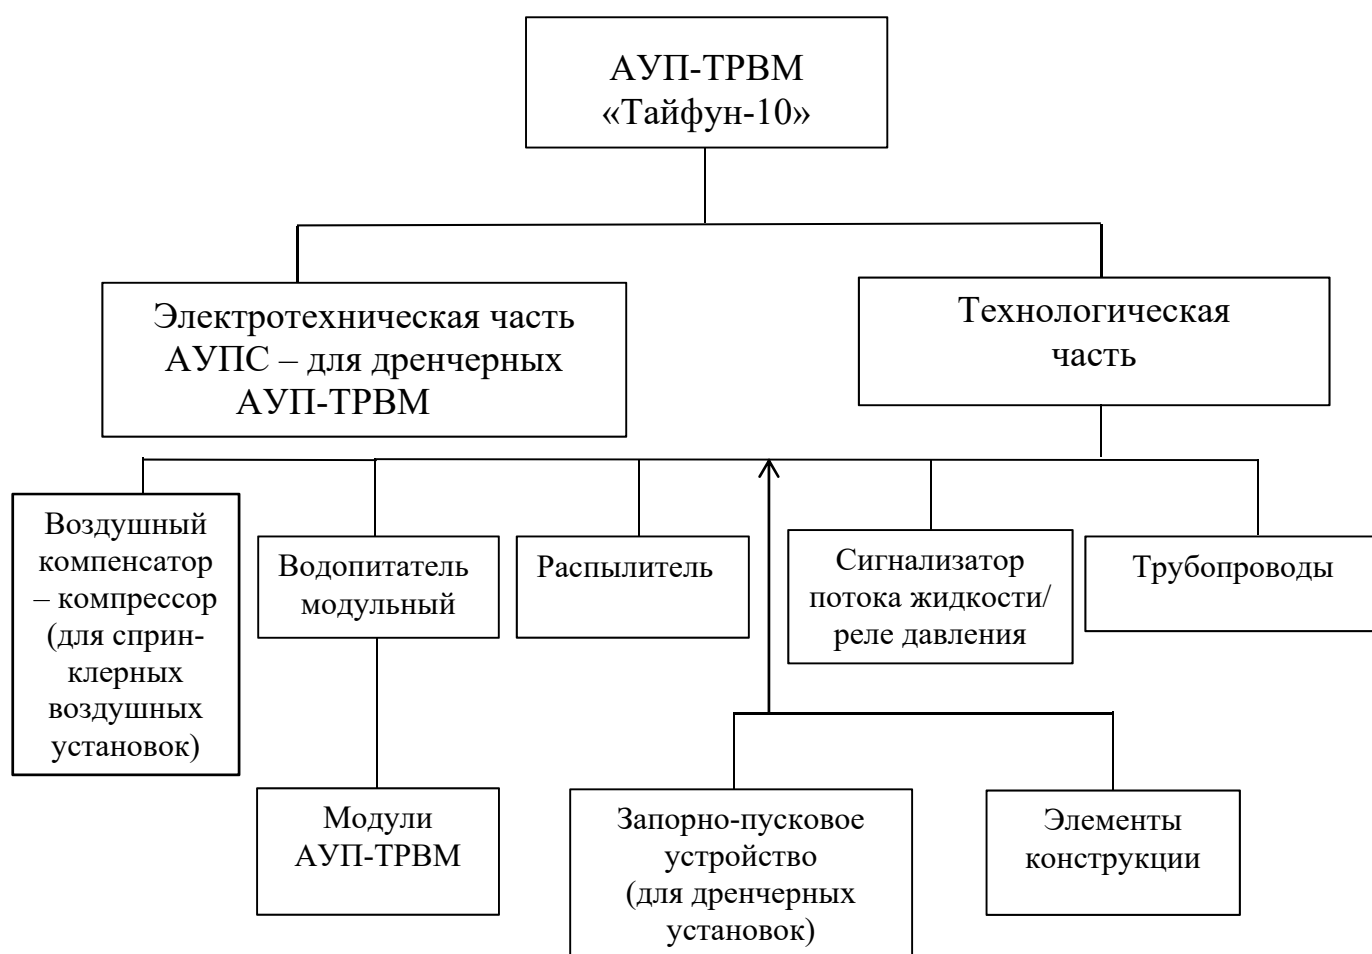 АУП-ТРВМ
«Тайфун-10»
Электротехническая часть
АУПС – для дренчерных
АУП-ТРВМ
Технологическая
часть
Воздушный
компенсатор
– компрессор
(для сприн-
клерных
воздушных
установок)
Водопитатель
модульный
Распылитель
Сигнализатор
потока жидкости/
реле давления
Трубопроводы
Модули
АУП-ТРВМ
Запорно-пусковое
устройство
(для дренчерных
установок)
Элементы
конструкции